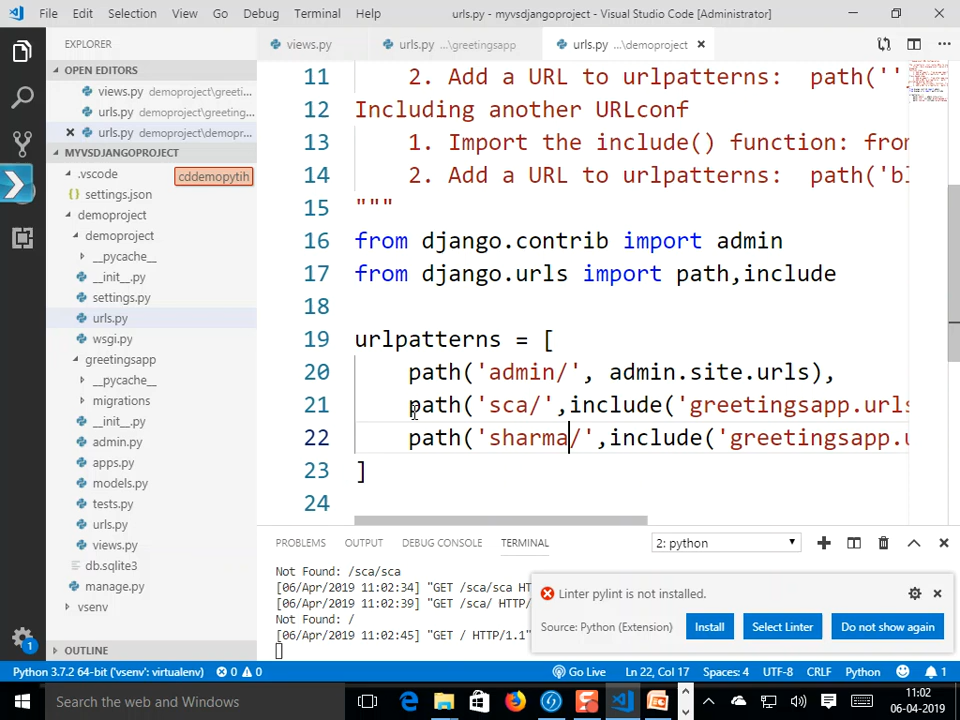 File Edit Selection View Go Debug Terminal Help urls.py - myvsdjangoproject - Visual Studio Code [Administrator]
EXPLORER
views.py
urls.py ...\greetingsapp
urls.py ...\demoproject
OPEN EDITORS
views.py demoproject\greeti...
urls.py demoproject\greeting...
urls.py demoproject\demopr...
MYVSDJANGOPROJECT
.vscode
cddemopytih
settings.json
demoproject
demoproject
__pycache__
__init__.py
settings.py
urls.py
wsgi.py
greetingsapp
__pycache__
migrations
__init__.py
admin.py
apps.py
models.py
tests.py
urls.py
views.py
db.sqlite3
manage.py
vsenv
OUTLINE
11 2. Add a URL to urlpatterns: path(''
12 Including another URLconf
13 1. Import the include() function: from
14 2. Add a URL to urlpatterns: path('bl
15 """
16 from django.contrib import admin
17 from django.urls import path,include
18
19 urlpatterns = [
20 path('admin/', admin.site.urls),
21 path('sca/',include('greetingsapp.urls
22 path('sharma/',include('greetingsapp.u
23 ]
24
PROBLEMS OUTPUT DEBUG CONSOLE TERMINAL 2: python
Not Found: /sca/sca
[06/Apr/2019 11:02:34] "GET /sca/sca HT
[06/Apr/2019 11:02:39] "GET /sca/ HTTP/
Not Found: /
[06/Apr/2019 11:02:45] "GET / HTTP/1.1"
Linter pylint is not installed.
Source: Python (Extension)
Install
Select Linter
Do not show again
Python 3.7.2 64-bit ('vsenv': virtualenv) 0 0 Go Live Ln 22, Col 17 Spaces: 4 UTF-8 CRLF Python 1
1
Search the web and Windows
11:02
06-04-2019